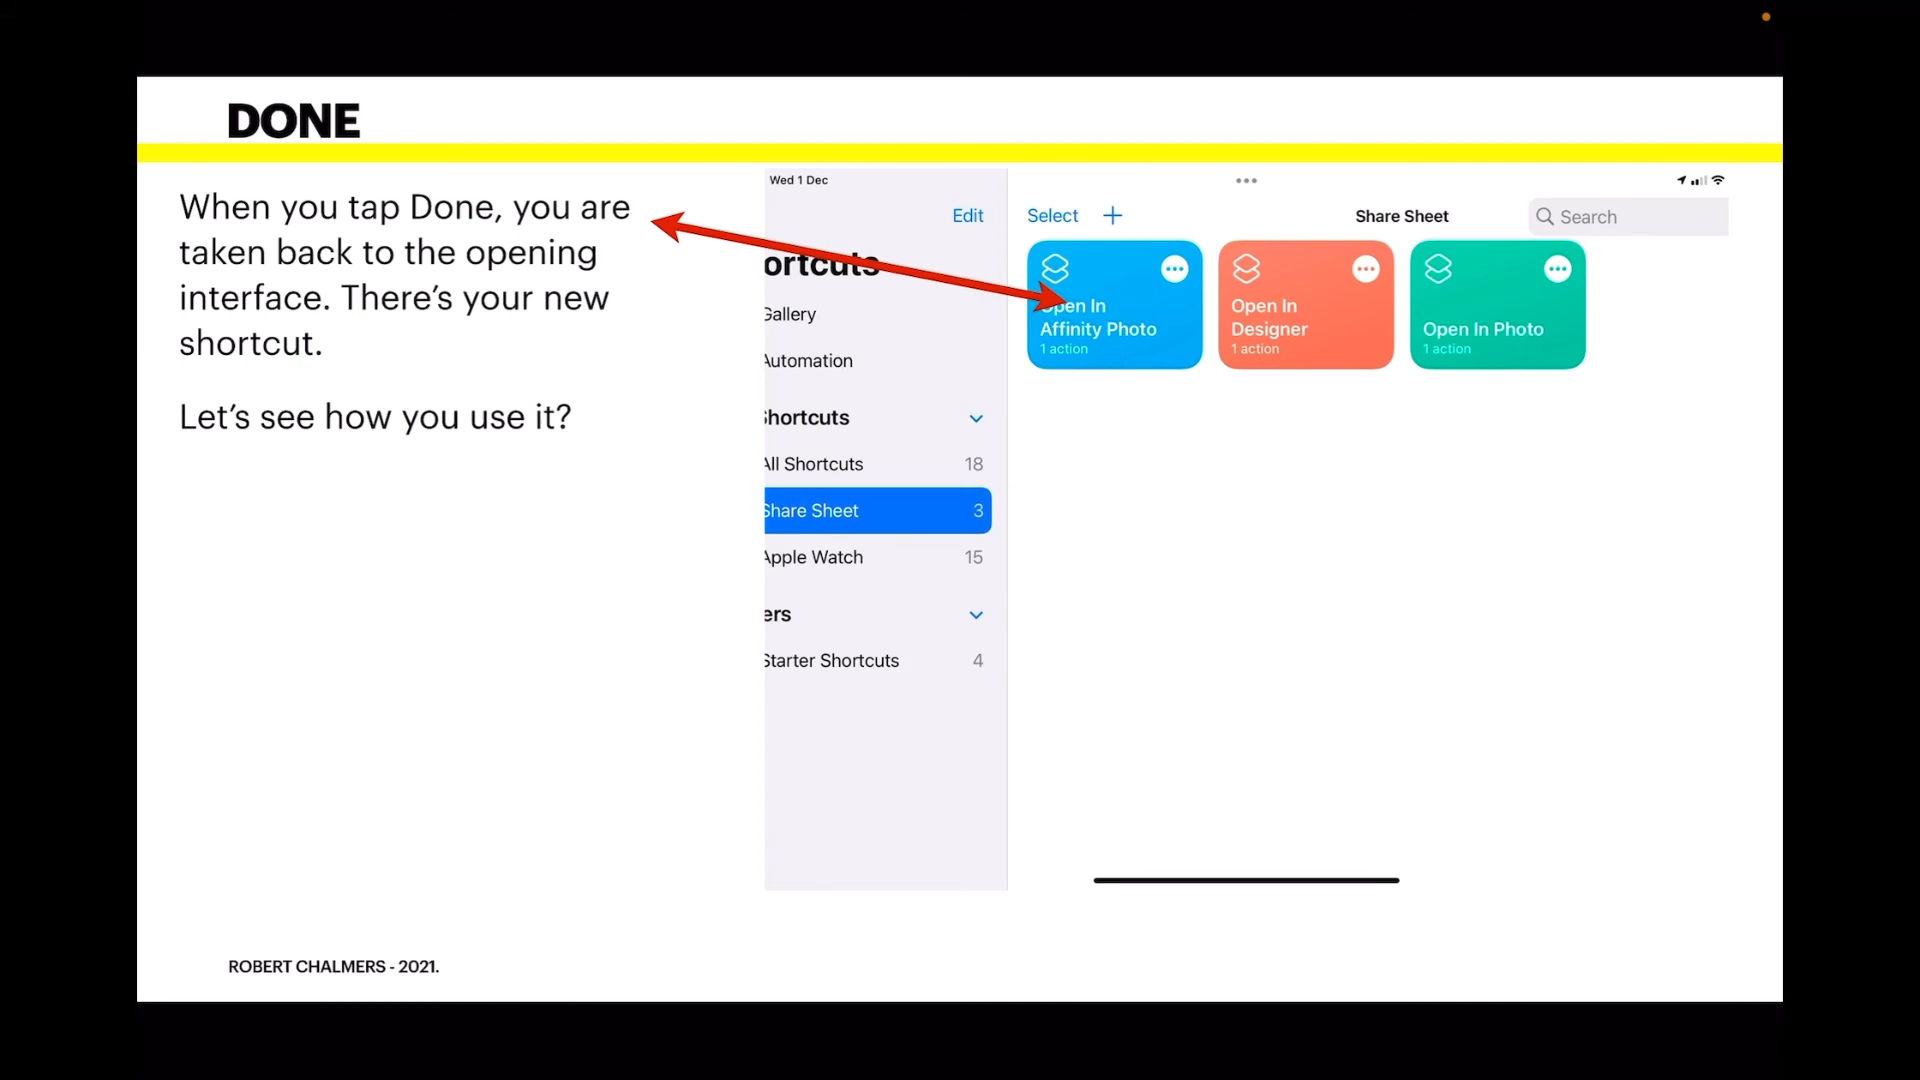 DONE
When you tap Done, you are
taken back to the opening
interface. There’s your new
shortcut.
Let’s see how you use it?
Wed 1 Dec
Edit
ortcuts
Gallery
Automation
Shortcuts
All Shortcuts 18
Share Sheet 3
Apple Watch 15
ers
Starter Shortcuts 4
Select
Share Sheet
Search
Open In
Affinity Photo
1 action
Open In
Designer
1 action
Open In Photo
1 action
ROBERT CHALMERS - 2021.